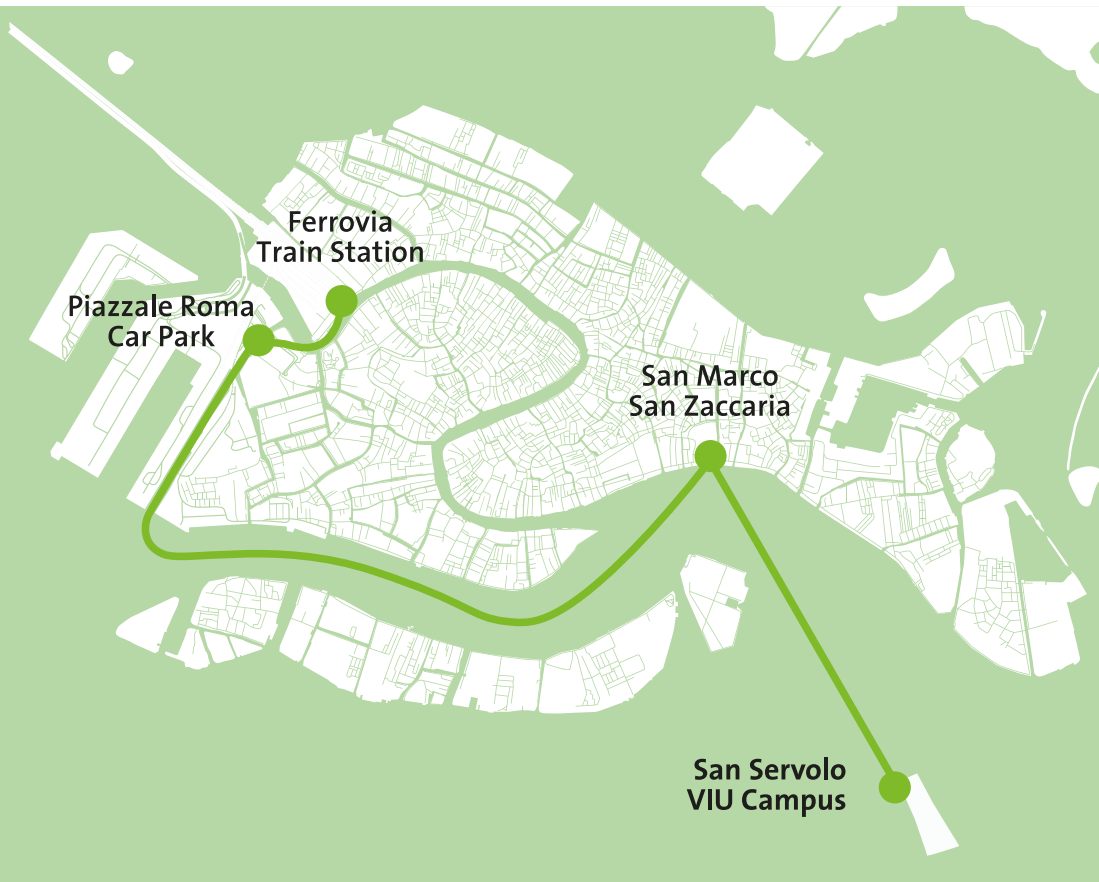 Ferrovia
Train Station
Piazzale Roma
Car Park
San Marco
San Zaccaria
San Servolo
VIU Campus